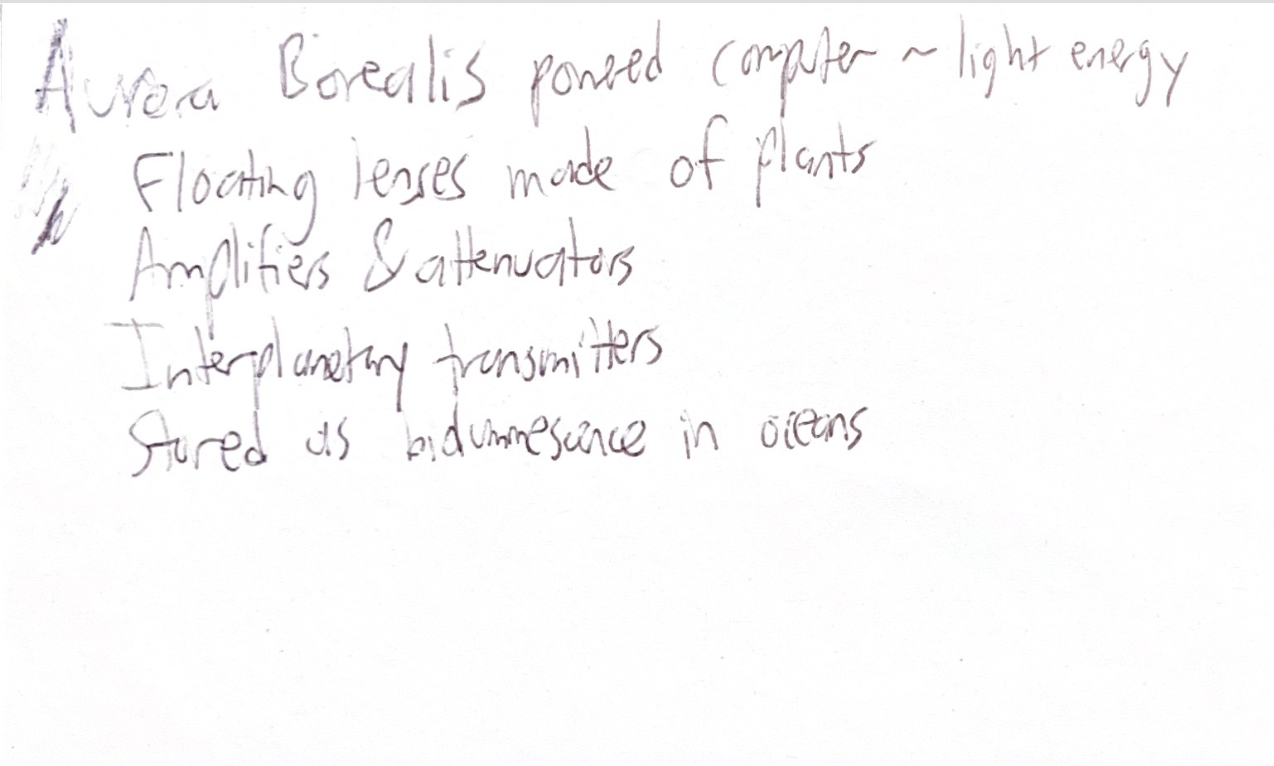 Aurora Borealis powered computer ~ light energy
Floating lenses made of plants
Amplifiers & attenuators
Interplanetary transmitters
Stored as bioluminescence in oceans